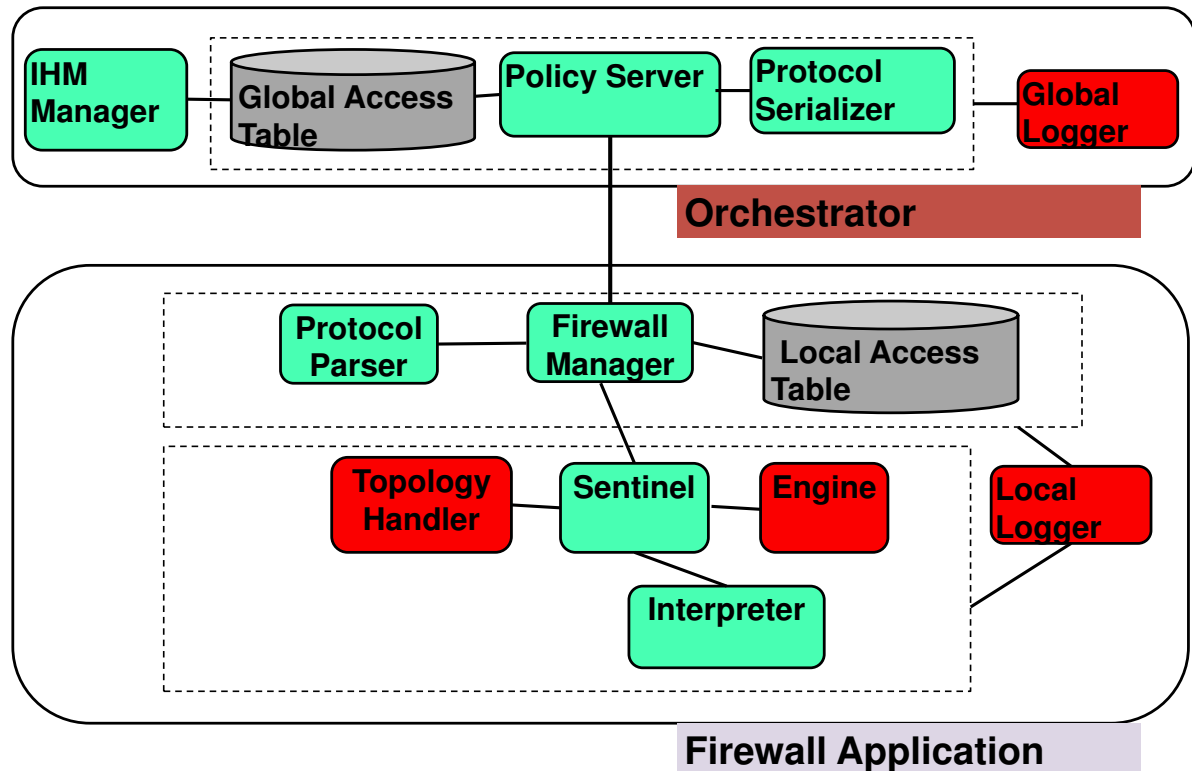 IHM
Manager
Global Access
Table
Policy Server
Protocol
Serializer
Global
Logger
Orchestrator
Protocol
Parser
Firewall
Manager
Local Access
Table
Topology
Handler
Sentinel
Engine
Local
Logger
Interpreter
Firewall Application